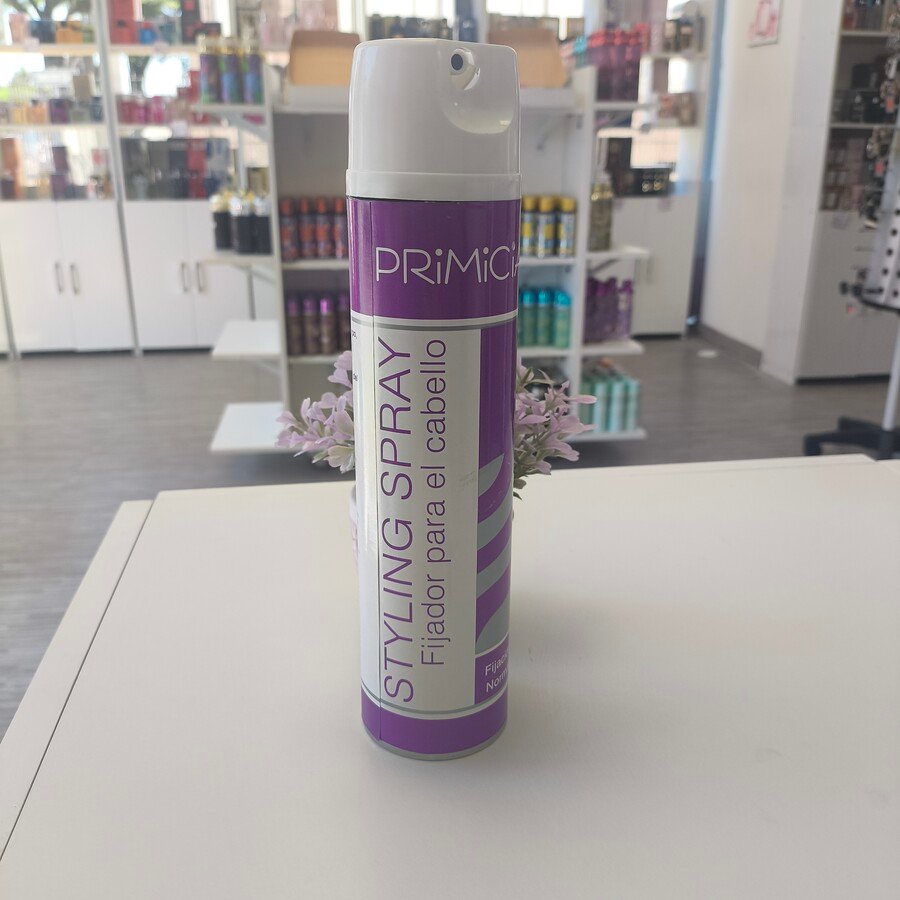 PRiMiCi
STYLING SPRAY
Fijador para el cabello